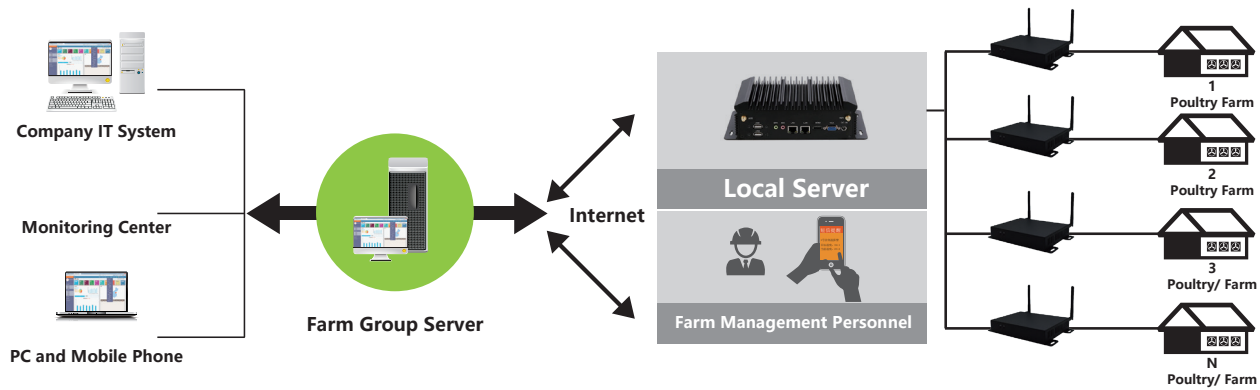 Company IT System
Monitoring Center
PC and Mobile Phone
Farm Group Server
Internet
Local Server
Farm Management Personnel
1
Poultry Farm
2
Poultry Farm
3
Poultry/ Farm
N
Poultry/ Farm